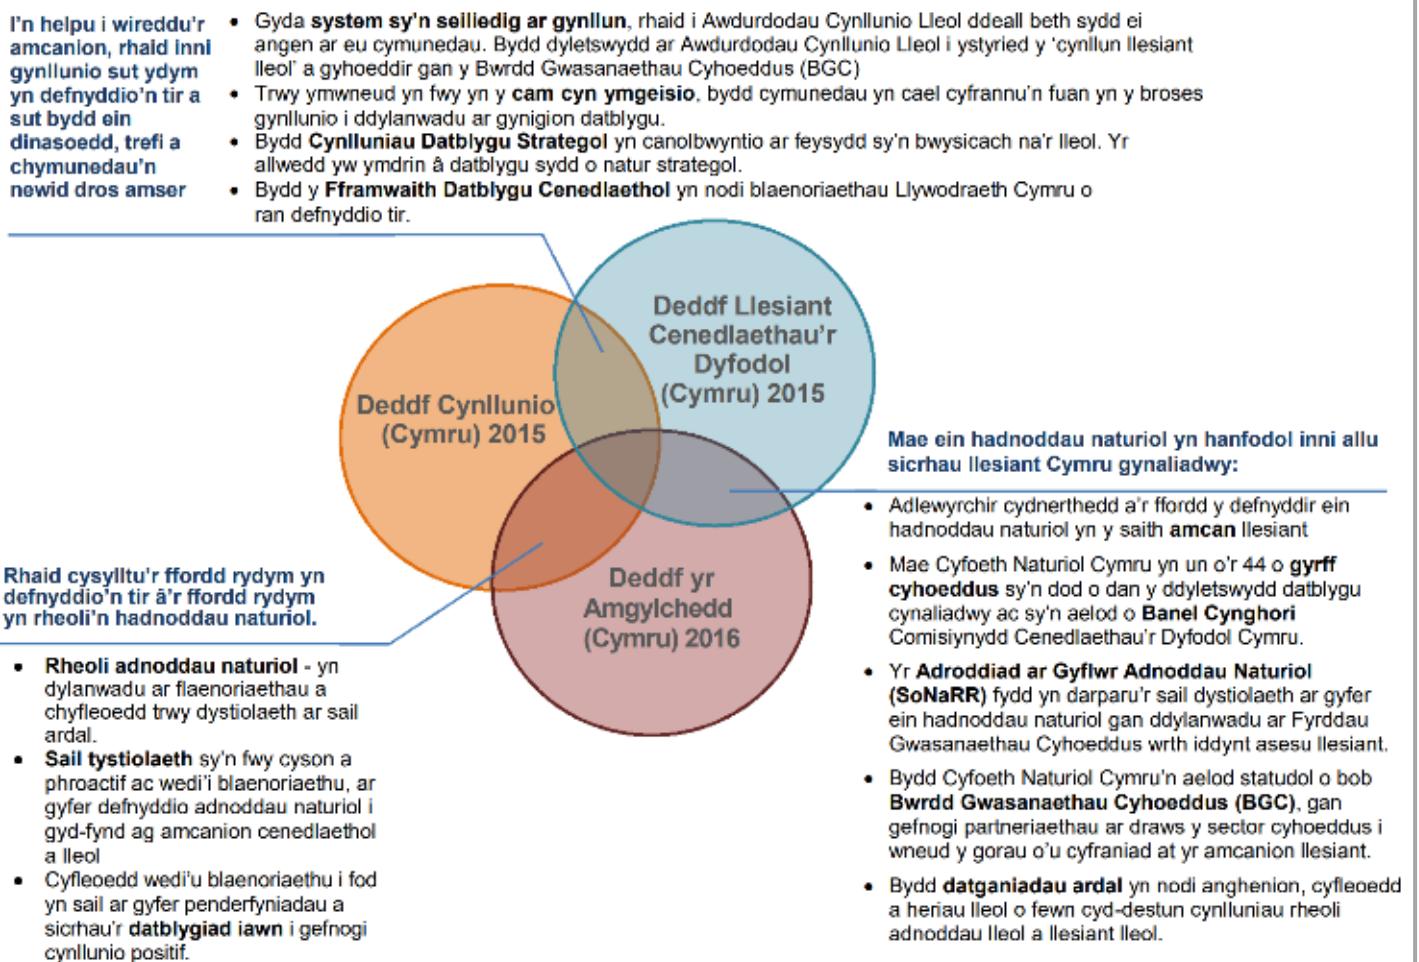 I'n helpu i wireddu'r
amcanion, rhaid inni
gynllunio sut ydym
yn defnyddio'n tir a
sut bydd ein
dinasoedd, trefi a
chymunedau'n
newid dros amser
• Gyda system sy'n seiliedig ar gynllun, rhaid i Awdurdodau Cynllunio Lleol ddeall beth sydd ei
angen ar eu cymunedau. Bydd dyletswydd ar Awdurdodau Cynllunio Lleol i ystyried y 'cynllun llesiant
lleol' a gyhoeddir gan y Bwrdd Gwasanaethau Cyhoeddus (BGC)
• Trwy ymwneud yn fwy yn y cam cyn ymgeisio, bydd cymunedau yn cael cyfrannu'n fuan yn y broses
gynllunio i ddylanwadu ar gynigion datblygu.
• Bydd Cynlluniau Datblygu Strategol yn canolbwyntio ar feysydd sy'n bwysicach na'r lleol. Yr
allwedd yw ymdrin â datblygu sydd o natur strategol.
• Bydd y Fframwaith Datblygu Cenedlaethol yn nodi blaenoriaethau Llywodraeth Cymru o
ran defnyddio tir.
Deddf Llesiant
Cenedlaethau'r
Dyfodol
(Cymru) 2015
Deddf Cynllunio
(Cymru) 2015
Deddf yr
Amgylchedd
(Cymru) 2016
Mae ein hadnoddau naturiol yn hanfodol inni allu
sicrhau llesiant Cymru gynaliadwy:
• Adlewyrchir cydnerthedd a'r ffordd y defnyddir ein
hadnoddau naturiol yn y saith amcan llesiant
• Mae Cyfoeth Naturiol Cymru yn un o'r 44 o gyrff
cyhoeddus sy'n dod o dan y ddyletswydd datblygu
cynaliadwy ac sy'n aelod o Banel Cynghori
Comisiynydd Cenedlaethau'r Dyfodol Cymru.
• Yr Adroddiad ar Gyflwr Adnoddau Naturiol
(SoNaRR) fydd yn darparu'r sail dystiolaeth ar gyfer
ein hadnoddau naturiol gan ddylanwadu ar Fyrddau
Gwasanaethau Cyhoeddus wrth iddynt asesu llesiant.
• Bydd Cyfoeth Naturiol Cymru'n aelod statudol o bob
Bwrdd Gwasanaethau Cyhoeddus (BGC), gan
gefnogi partneriaethau ar draws y sector cyhoeddus i
wneud y gorau o'u cyfraniad at yr amcanion llesiant.
• Bydd datganiadau ardal yn nodi anghenion, cyfleoedd
a heriau lleol o fewn cyd-destun cynlluniau rheoli
adnoddau lleol a llesiant lleol.
Rhaid cysylltu'r ffordd rydym yn
defnyddio'n tir â'r ffordd rydym
yn rheoli'n hadnoddau naturiol.
• Rheoli adnoddau naturiol - yn
dylanwadu ar flaenoriaethau a
chyfleoedd trwy dystiolaeth ar sail
ardal.
• Sail tystiolaeth sy'n fwy cyson a
phroactif ac wedi'i blaenoriaethu, ar
gyfer defnyddio adnoddau naturiol i
gyd-fynd ag amcanion cenedlaethol
a lleol
• Cyfleoedd wedi'u blaenoriaethu i fod
yn sail ar gyfer penderfyniadau a
sicrhau'r datblygiad iawn i gefnogi
cynllunio positif.